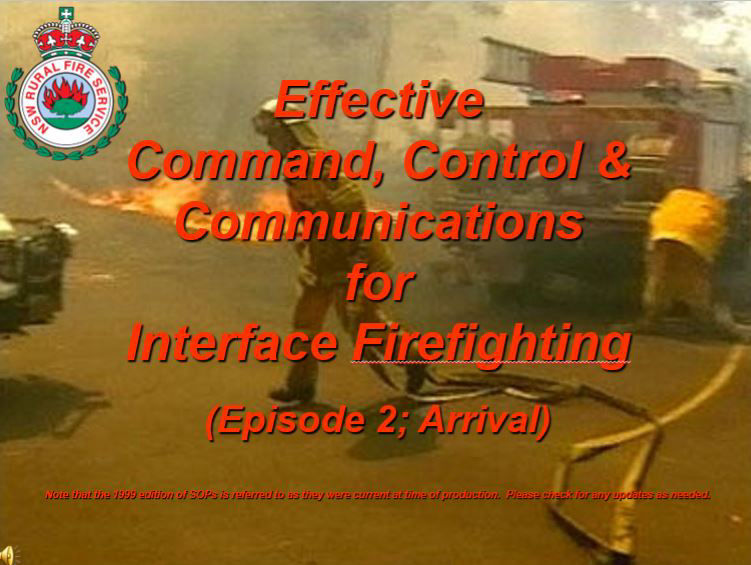 NSW RURAL FIRE SERVICE
Effective
Command, Control &
Communications
for
Interface Firefighting
(Episode 2; Arrival)
Note that the 1999 edition of SOPs is referred to as they were current at time of production.  Please check for any updates as needed.